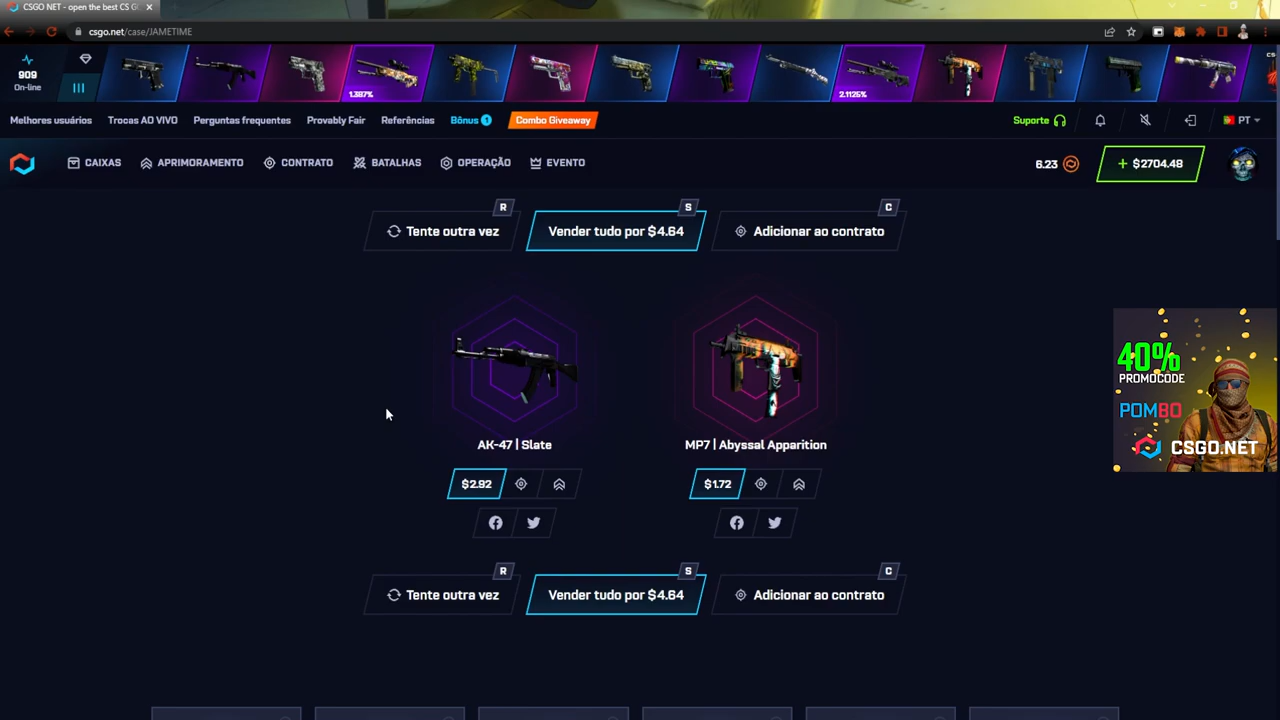 CSGO NET - open the best CS G
csgo.net/case/JAMETIME
909
On-line
1.387%
2.1125%
CS
Melhores usuários
Trocas AO VIVO
Perguntas frequentes
Provably Fair
Referências
Bônus 1
Combo Giveaway
Suporte
PT
CAIXAS
APRIMORAMENTO
CONTRATO
BATALHAS
OPERAÇÃO
EVENTO
6.23
+ $2704.48
R
S
C
Tente outra vez
Vender tudo por $4.64
Adicionar ao contrato
40%
PROMOCODE
POMBO
CSGO.NET
AK-47 | Slate
MP7 | Abyssal Apparition
$2.92
$1.72
R
S
C
Tente outra vez
Vender tudo por $4.64
Adicionar ao contrato